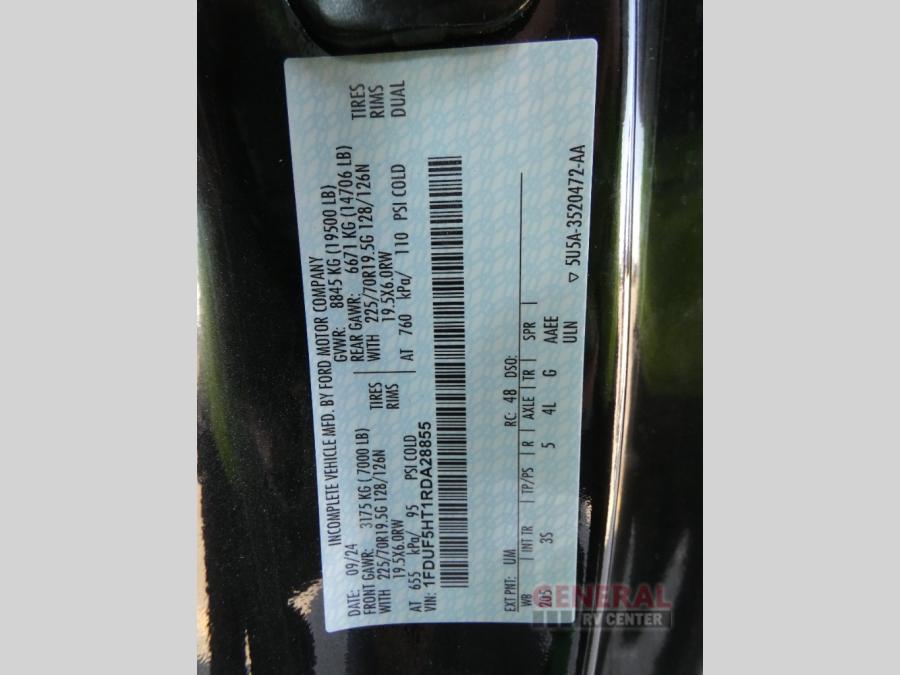 INCOMPLETE VEHICLE MFD. BY FORD MOTOR COMPANY
DATE: 09/24 GVWR: 8845 KG (19500 LB)
FRONT GAWR: 3175 KG ( 7000 LB) REAR GAWR: 6671 KG (14706 LB)
WITH 225/70R19.5G 128/126N TIRES WITH 225/70R19.5G 128/126N TIRES
19.5X6.0RW RIMS 19.5X6.0RW RIMS
AT 655 kPa/ 95 PSI COLD AT 760 kPa/ 110 PSI COLD DUAL
VIN: 1FDUF5HT1RDA28855
EXT PNT: UM RC: 48 DSO:
WB INT TR TP/PS R AXLE TR SPR
205 3S 5 4L G AAEE
ULN
▽ 5U5A-3520472-AA
GENERAL
RV CENTER